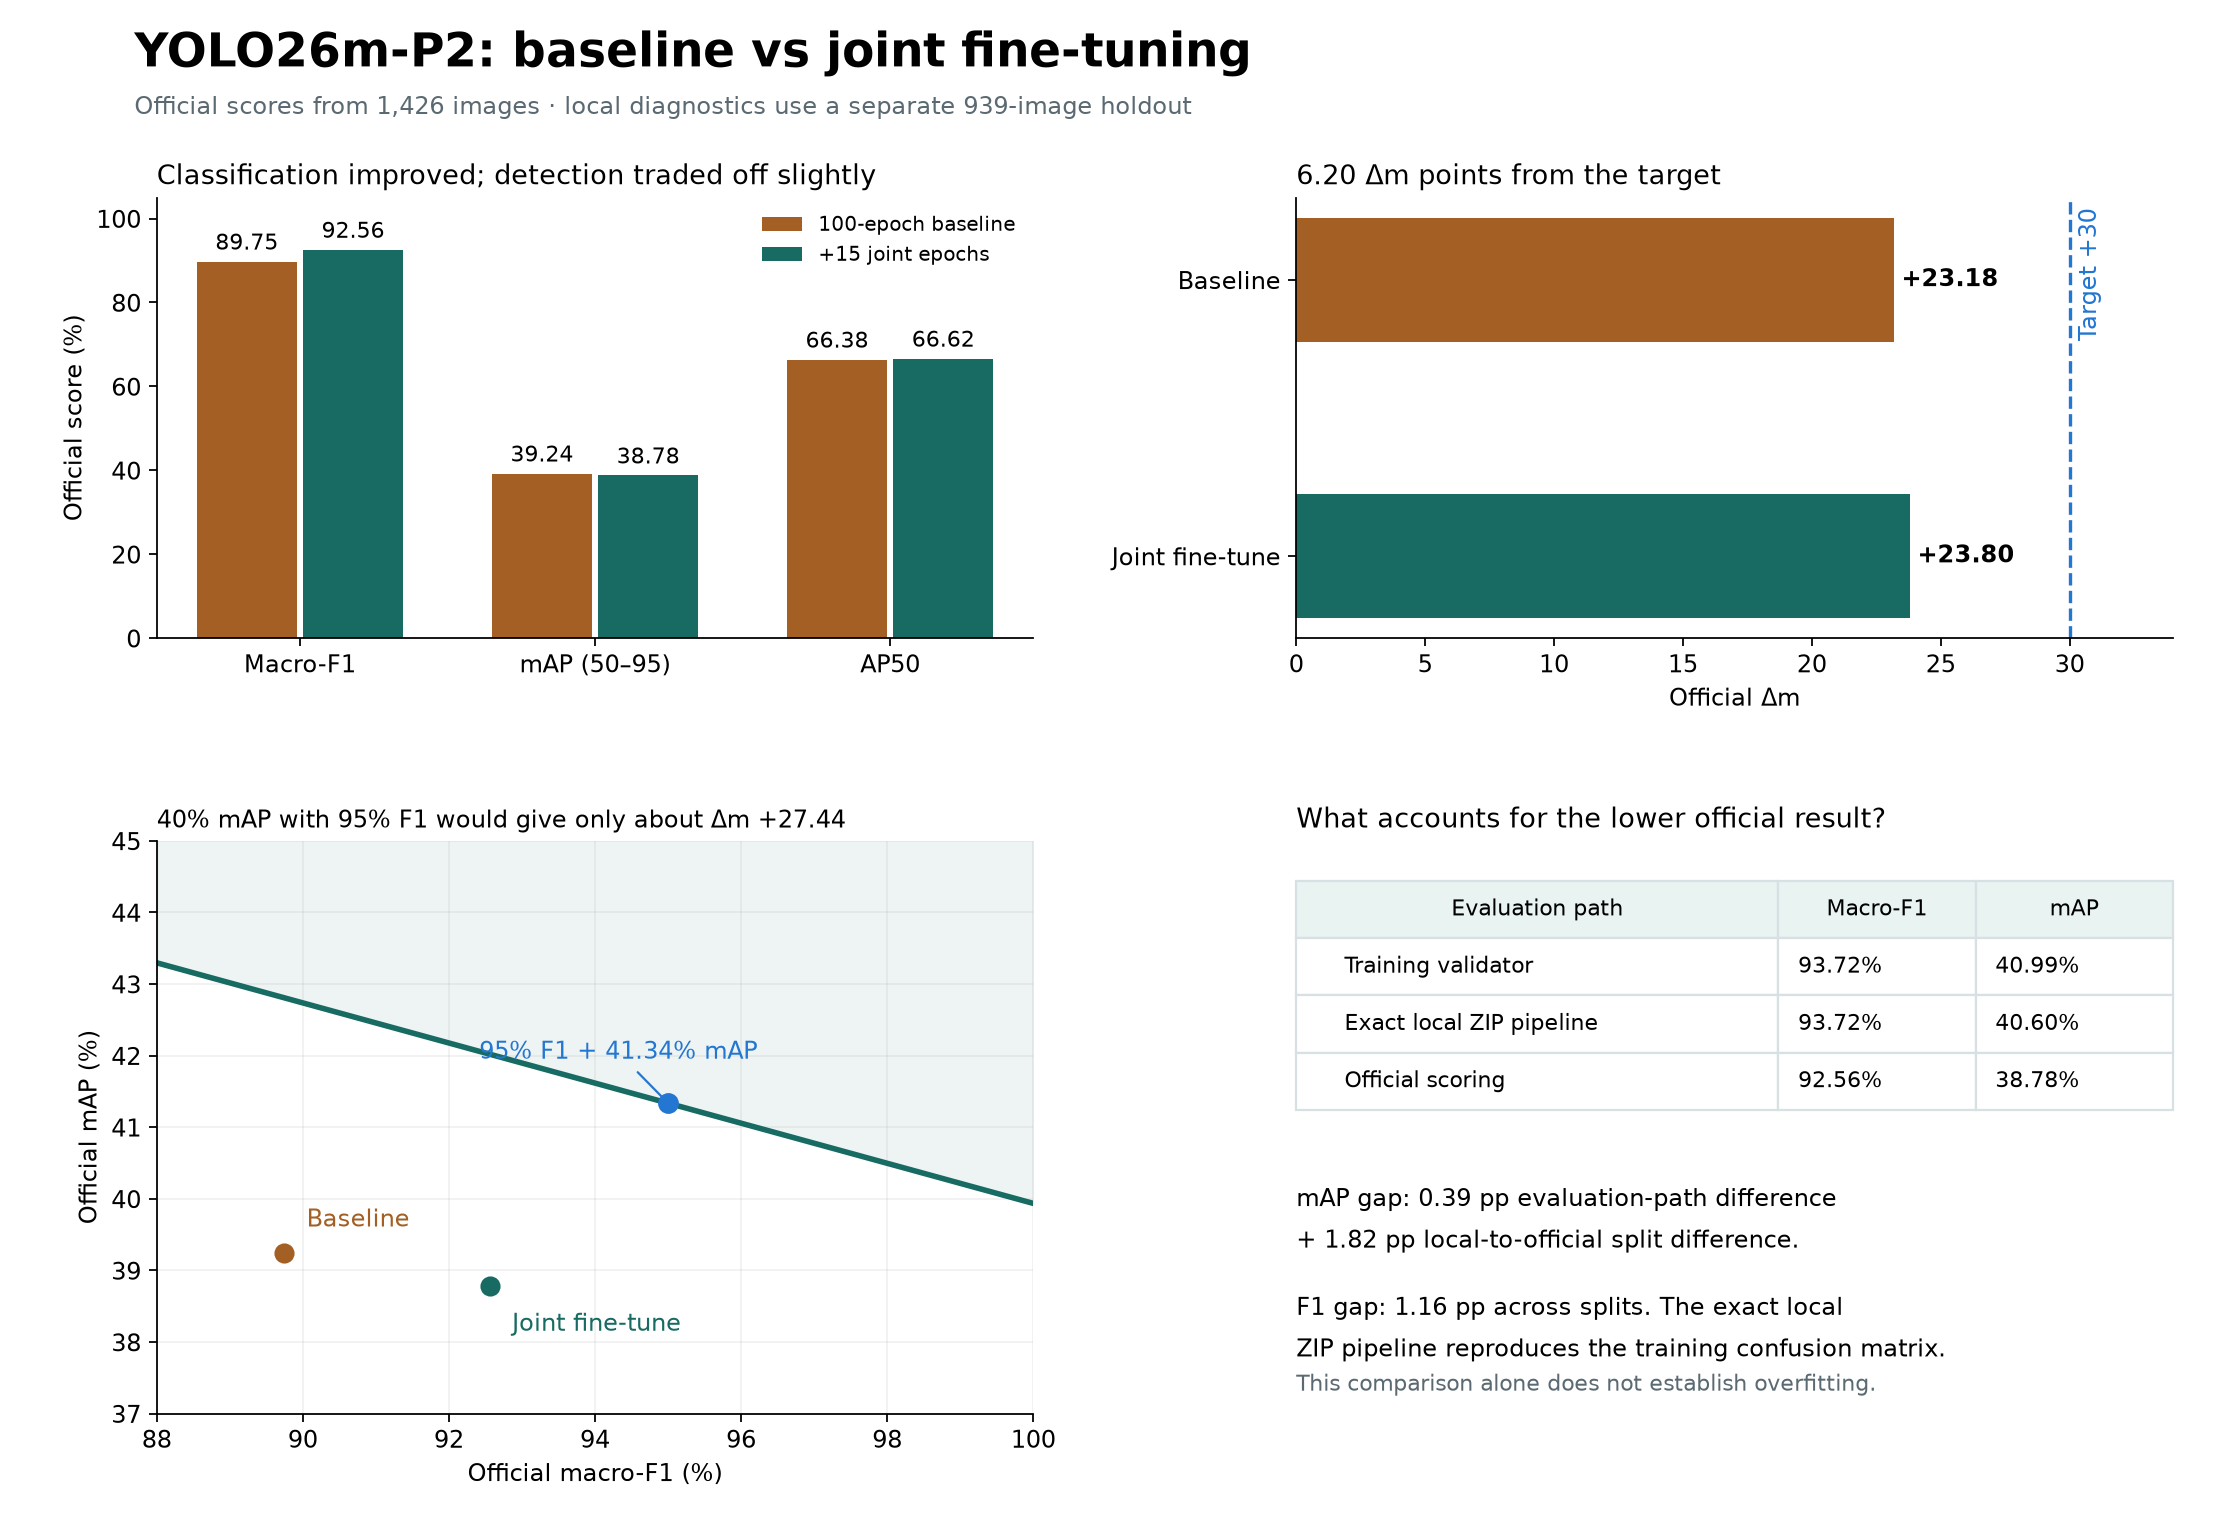 YOLO26m-P2: baseline vs joint fine-tuning
Official scores from 1,426 images · local diagnostics use a separate 939-image holdout
Classification improved; detection traded off slightly
100-epoch baseline
+15 joint epochs
Official score (%)
100
80
60
40
20
0
89.75
92.56
39.24
38.78
66.38
66.62
Macro-F1
mAP (50–95)
AP50
6.20 Δm points from the target
Target +30
Baseline
+23.18
Joint fine-tune
+23.80
0
5
10
15
20
25
30
Official Δm
40% mAP with 95% F1 would give only about Δm +27.44
Official mAP (%)
45
44
43
42
41
40
39
38
37
95% F1 + 41.34% mAP
Baseline
Joint fine-tune
88
90
92
94
96
98
100
Official macro-F1 (%)
What accounts for the lower official result?
Evaluation path Macro-F1 mAP
Training validator 93.72% 40.99%
Exact local ZIP pipeline 93.72% 40.60%
Official scoring 92.56% 38.78%
mAP gap: 0.39 pp evaluation-path difference
+ 1.82 pp local-to-official split difference.
F1 gap: 1.16 pp across splits. The exact local
ZIP pipeline reproduces the training confusion matrix.
This comparison alone does not establish overfitting.